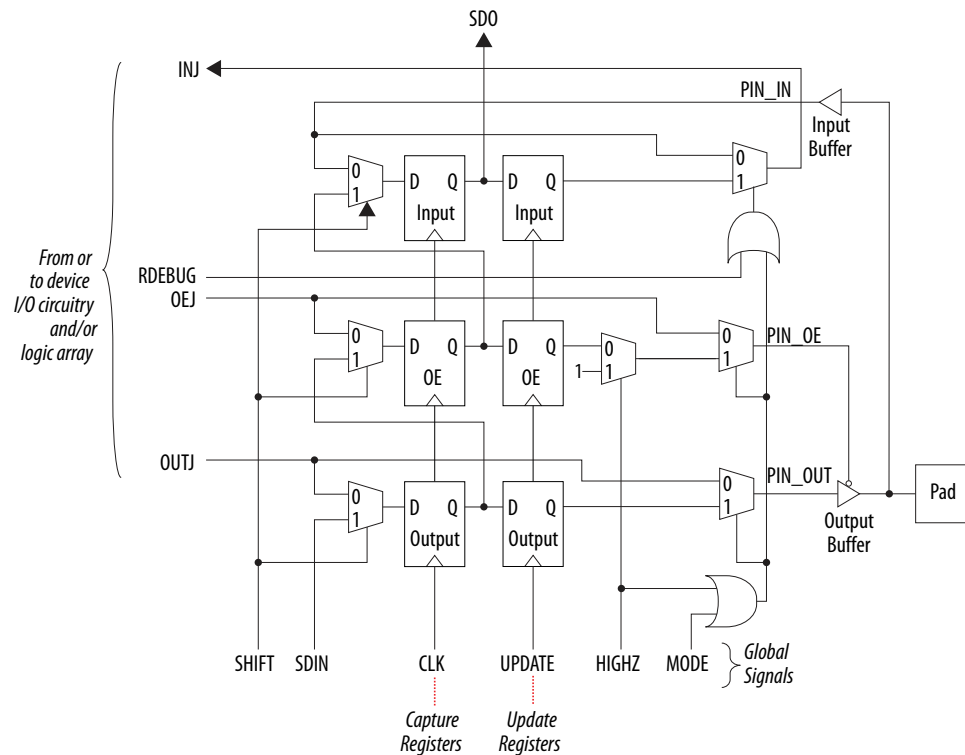 SDO
INJ
PIN_IN
Input
Buffer
0
1
D Q
Input
D Q
Input
0
1
From or
to device
I/O circuitry
and/or
logic array
RDEBUG
OEJ
0
1
D Q
OE
D Q
OE
0
1
1
0
1
PIN_OE
OUTJ
0
1
D Q
Output
D Q
Output
0
1
PIN_OUT
Output
Buffer
Pad
SHIFT SDIN CLK UPDATE HIGHZ MODE
Global
Signals
Capture
Registers
Update
Registers